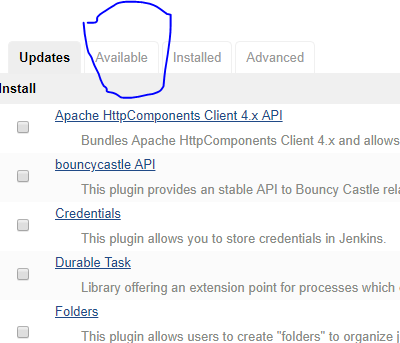 Updates Available Installed Advanced
Install
Apache HttpComponents Client 4.x API
Bundles Apache HttpComponents Client 4.x and allows
bouncycastle API
This plugin provides an stable API to Bouncy Castle rela
Credentials
This plugin allows you to store credentials in Jenkins.
Durable Task
Library offering an extension point for processes which
Folders
This plugin allows users to create "folders" to organize j